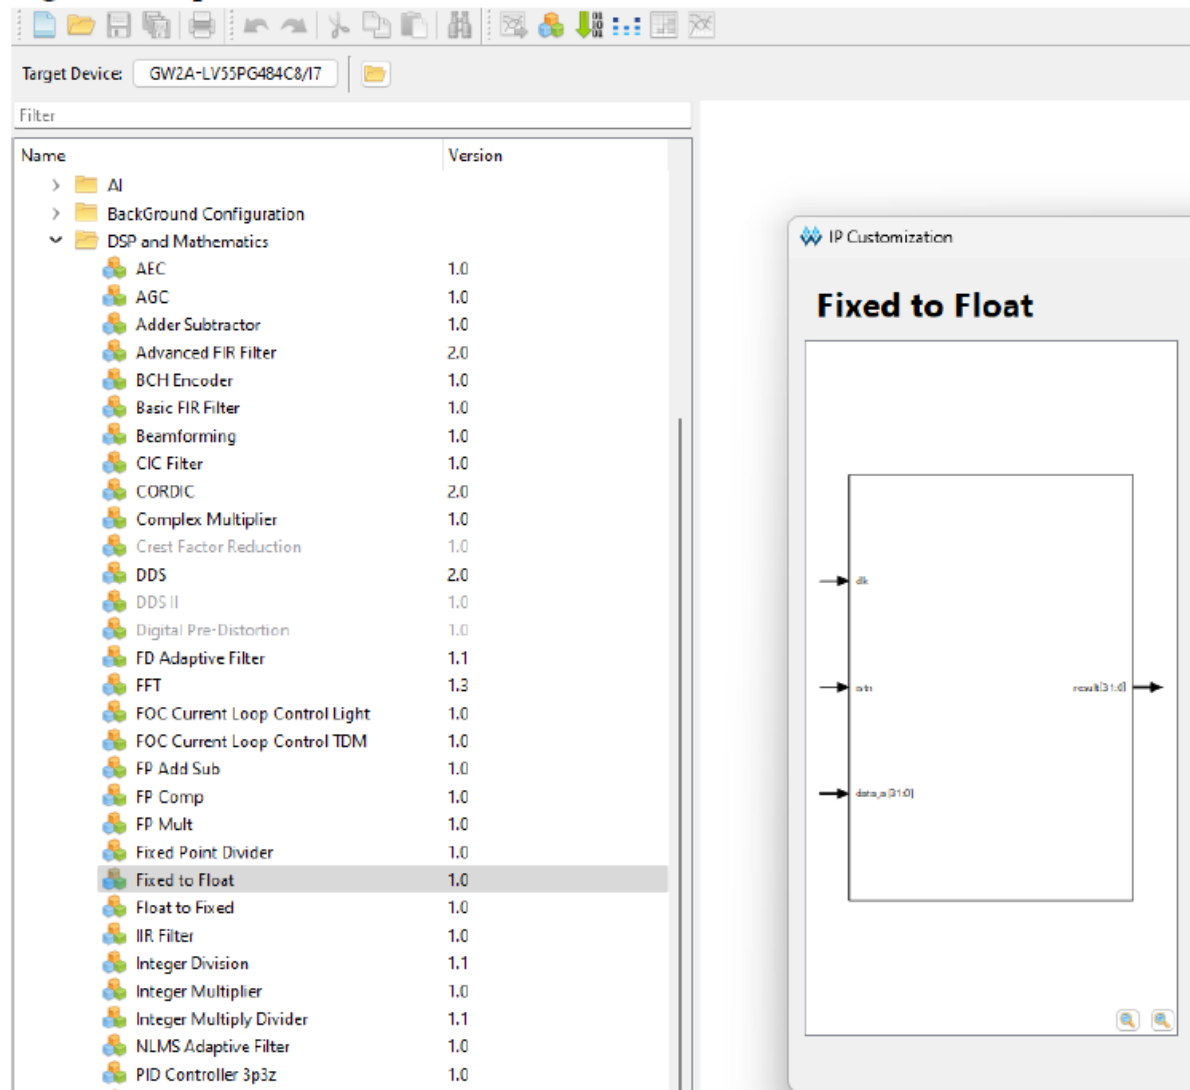 Target Device: GW2A-LV55PG484C8/I7
Filter
Name Version
AI
BackGround Configuration
DSP and Mathematics
AEC 1.0
AGC 1.0
Adder Subtractor 1.0
Advanced FIR Filter 2.0
BCH Encoder 1.0
Basic FIR Filter 1.0
Beamforming 1.0
CIC Filter 1.0
CORDIC 2.0
Complex Multiplier 1.0
Crest Factor Reduction 1.0
DDS 2.0
DDS II 1.0
Digital Pre-Distortion 1.0
FD Adaptive Filter 1.1
FFT 1.3
FOC Current Loop Control Light 1.0
FOC Current Loop Control TDM 1.0
FP Add Sub 1.0
FP Comp 1.0
FP Mult 1.0
Fixed Point Divider 1.0
Fixed to Float 1.0
Float to Fixed 1.0
IIR Filter 1.0
Integer Division 1.1
Integer Multiplier 1.0
Integer Multiply Divider 1.1
NLMS Adaptive Filter 1.0
PID Controller 3p3z 1.0
IP Customization
Fixed to Float
clk
rstn
result[31:0]
data_a[31:0]